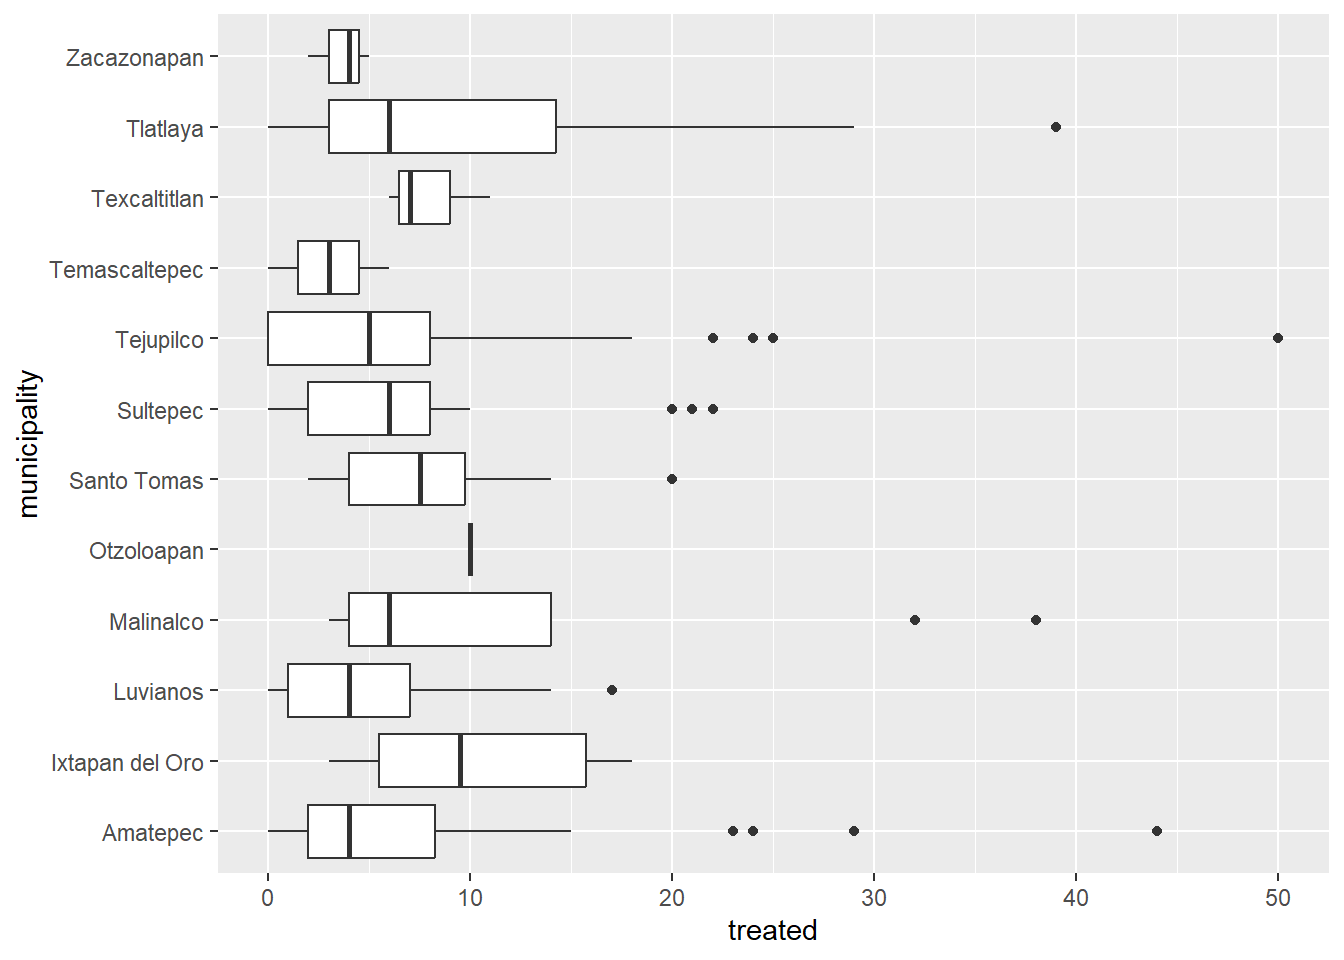 municipality
Zacazonapan
Tlatlaya
Texcaltitlan
Temascaltepec
Tejupilco
Sultepec
Santo Tomas
Otzoloapan
Malinalco
Luvianos
Ixtapan del Oro
Amatepec
0 10 20 30 40 50
treated